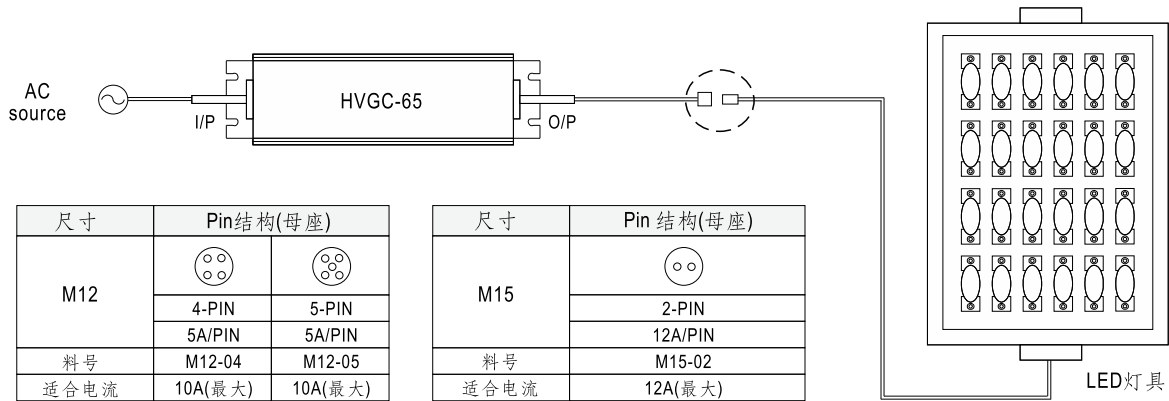 AC
source
I/P
HVGC-65
O/P
LED灯具
尺寸 Pin结构(母座)
M12
4-PIN 5-PIN
5A/PIN 5A/PIN
料号 M12-04 M12-05
适合电流 10A(最大) 10A(最大)
尺寸 Pin 结构(母座)
M15
2-PIN
12A/PIN
料号 M15-02
适合电流 12A(最大)